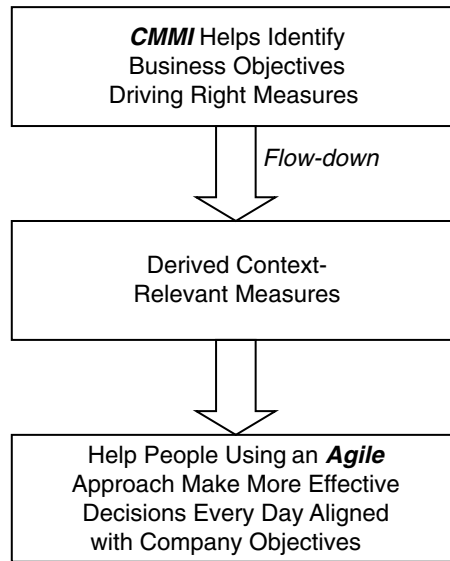 CMMI Helps Identify
Business Objectives
Driving Right Measures
Flow-down
Derived Context-
Relevant Measures
Help People Using an Agile
Approach Make More Effective
Decisions Every Day Aligned
with Company Objectives